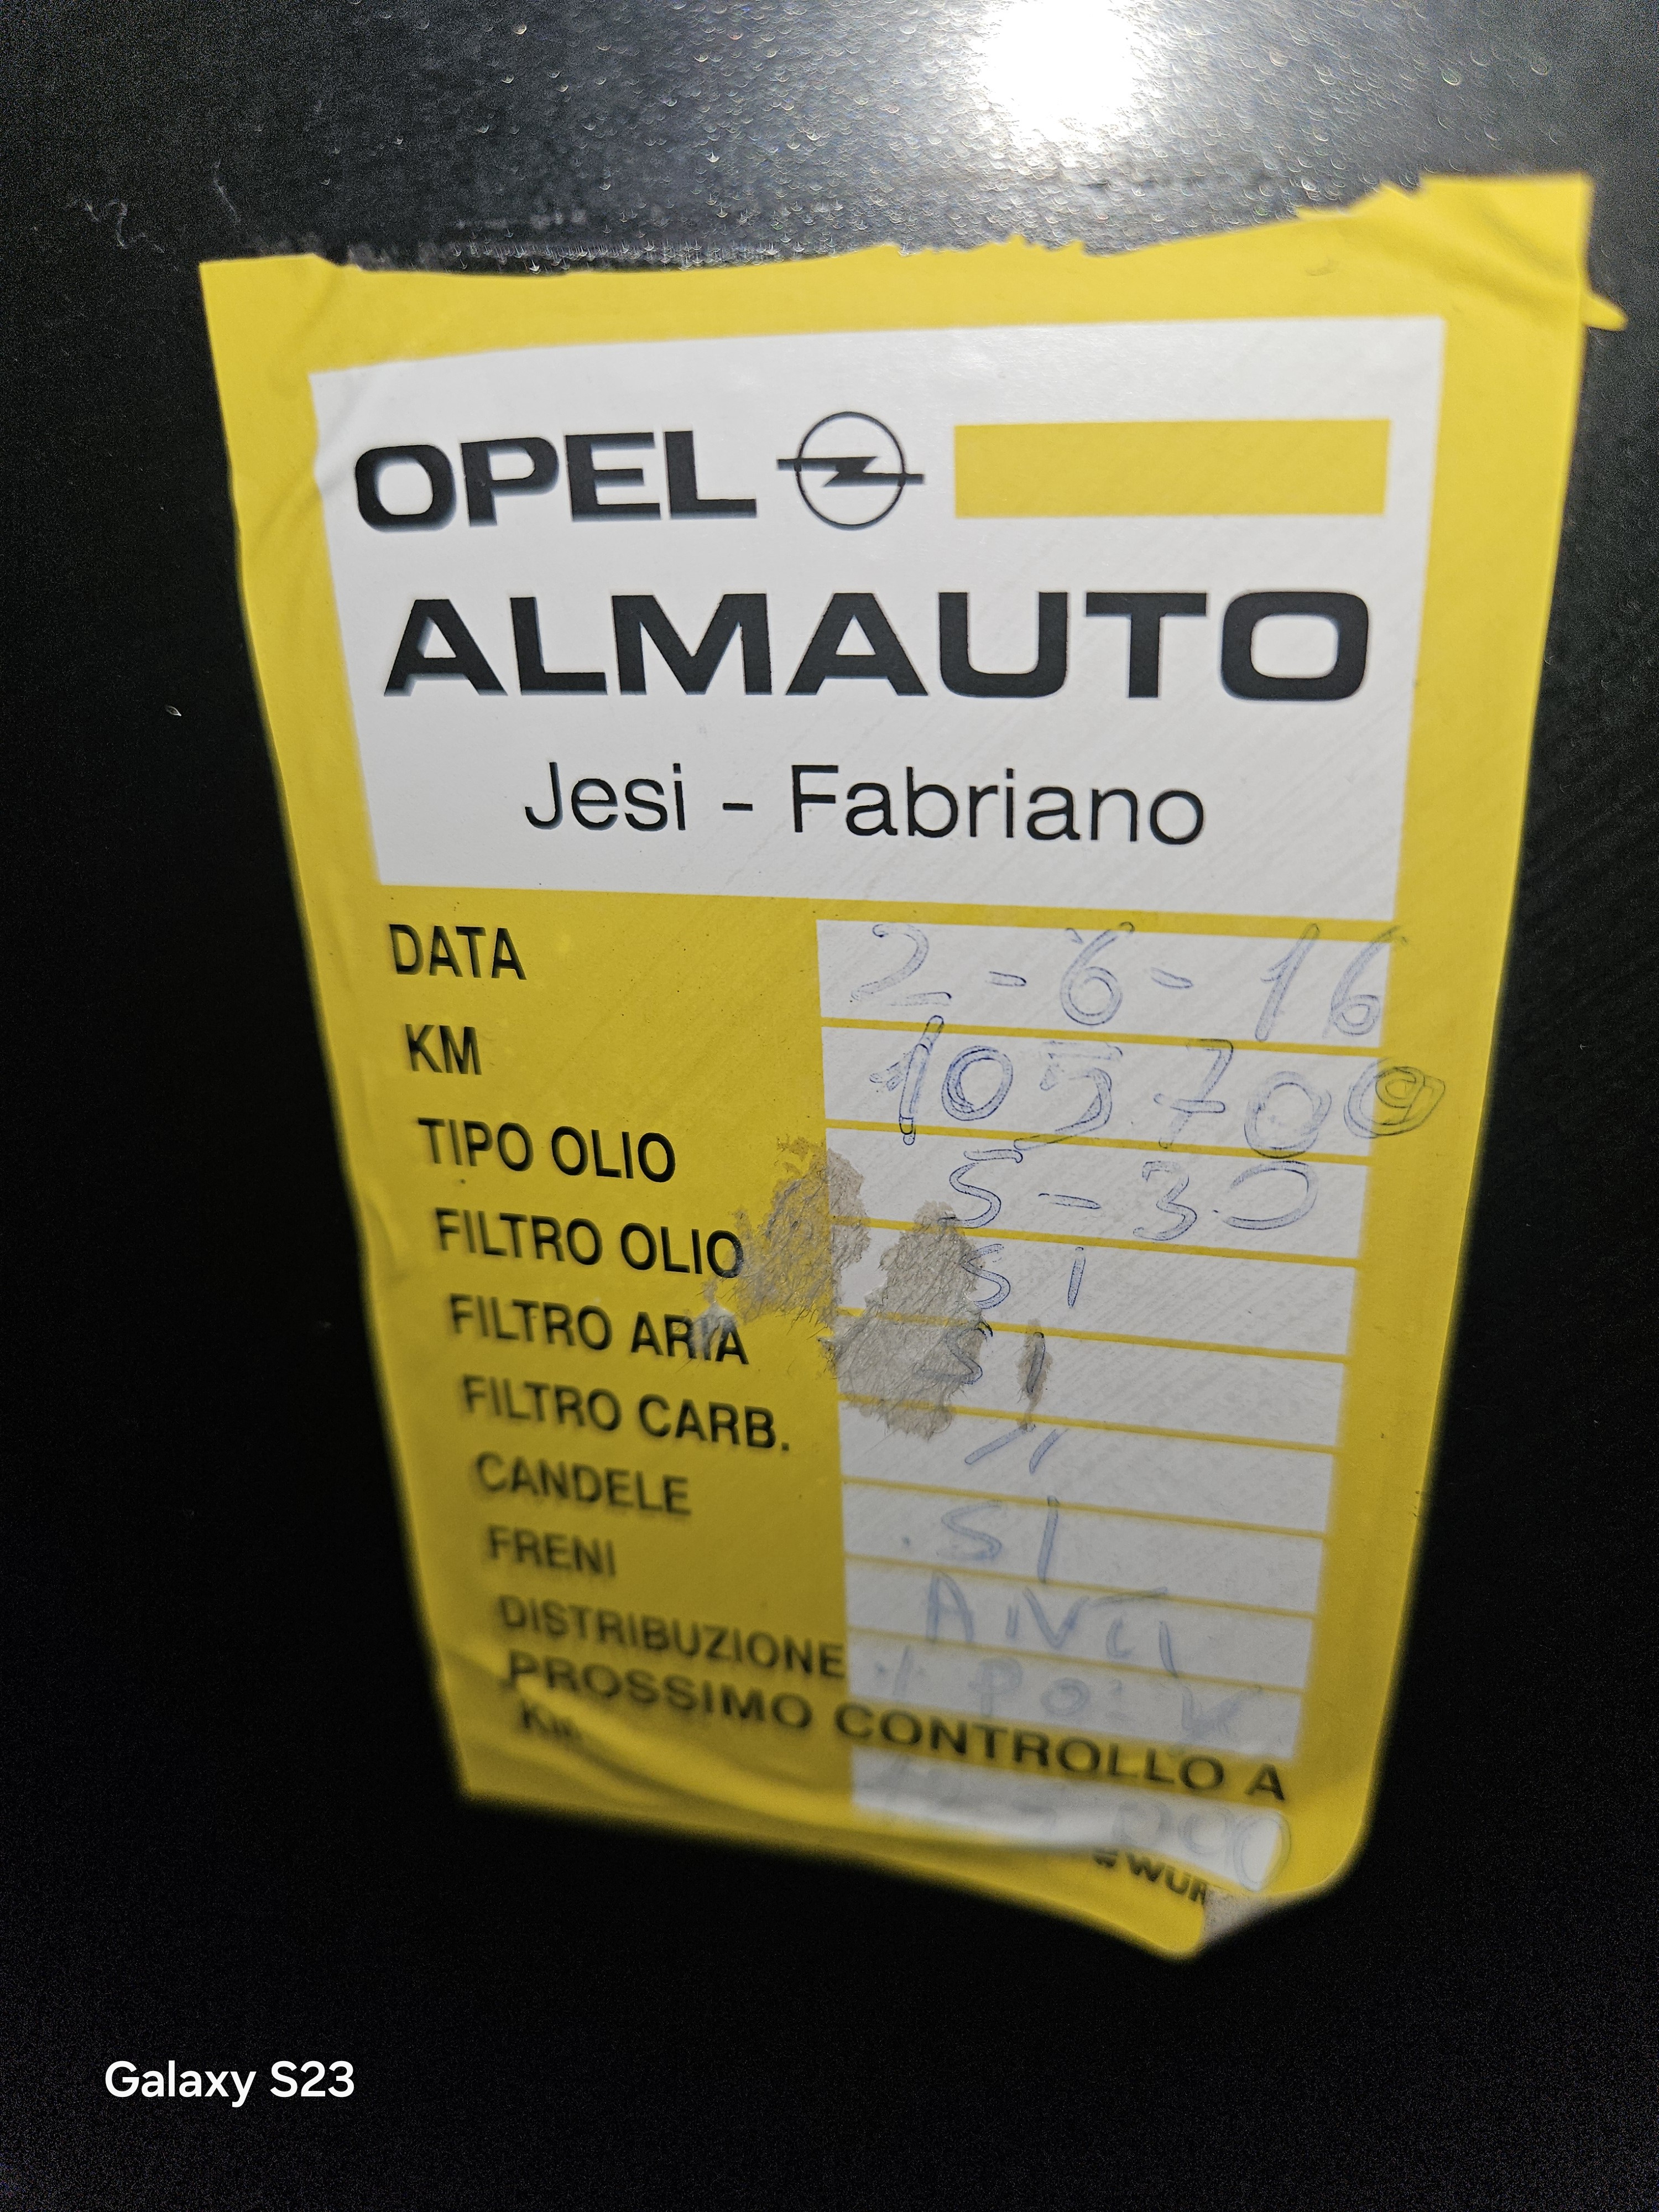 OPEL
ALMAUTO
Jesi - Fabriano
DATA 2-6-16
KM 105700
TIPO OLIO 5-30
FILTRO OLIO SI
FILTRO ARIA SI
FILTRO CARB.
CANDELE SI
FRENI
DISTRIBUZIONE
PROSSIMO CONTROLLO A
Galaxy S23